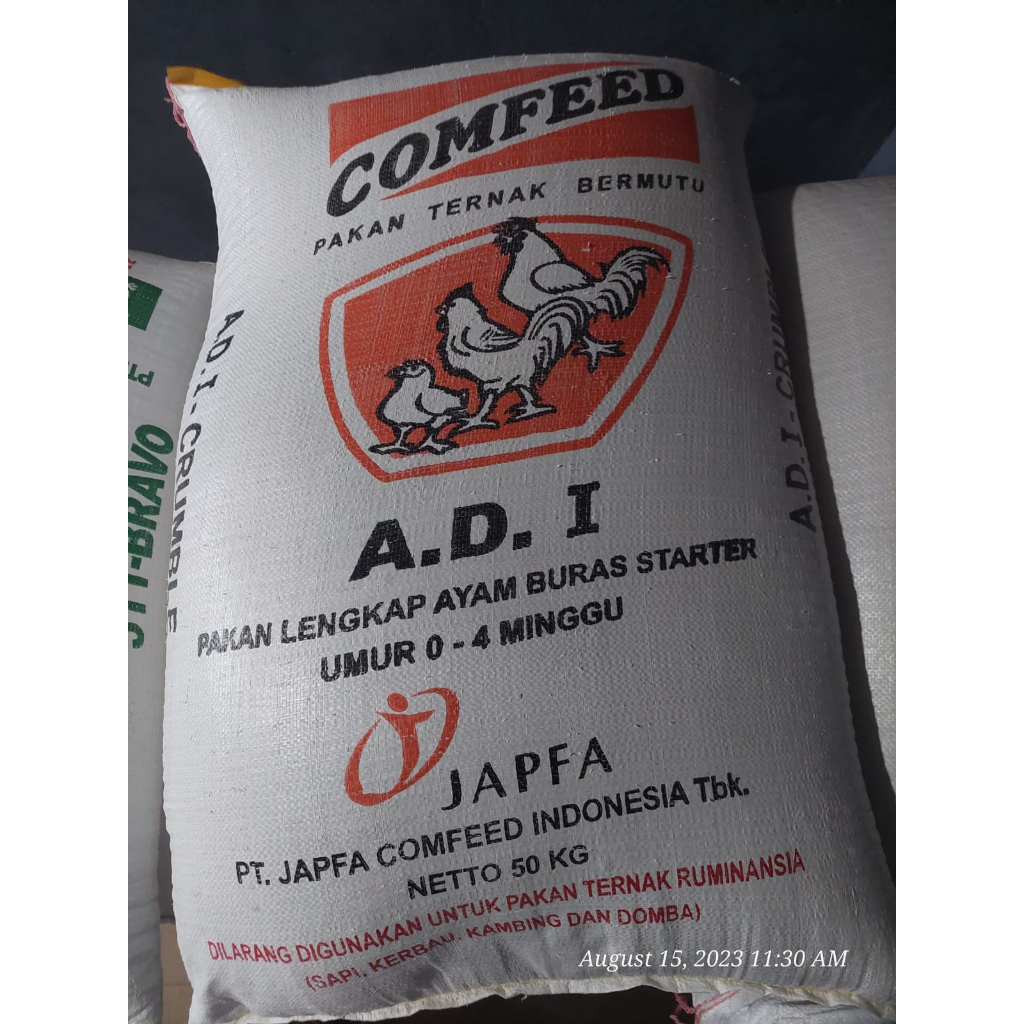 COMFEED
PAKAN TERNAK BERMUTU
A.D.I - CRUMBLE
A.D.I - CRUMBL
A.D. I
PAKAN LENGKAP AYAM BURAS STARTER
UMUR 0 - 4 MINGGU
JAPFA
PT. JAPFA COMFEED INDONESIA Tbk.
NETTO 50 KG
DILARANG DIGUNAKAN UNTUK PAKAN TERNAK RUMINANSIA
(SAPI, KERBAU, KAMBING DAN DOMBA)
PT
-BRAVO
August 15, 2023 11:30 AM